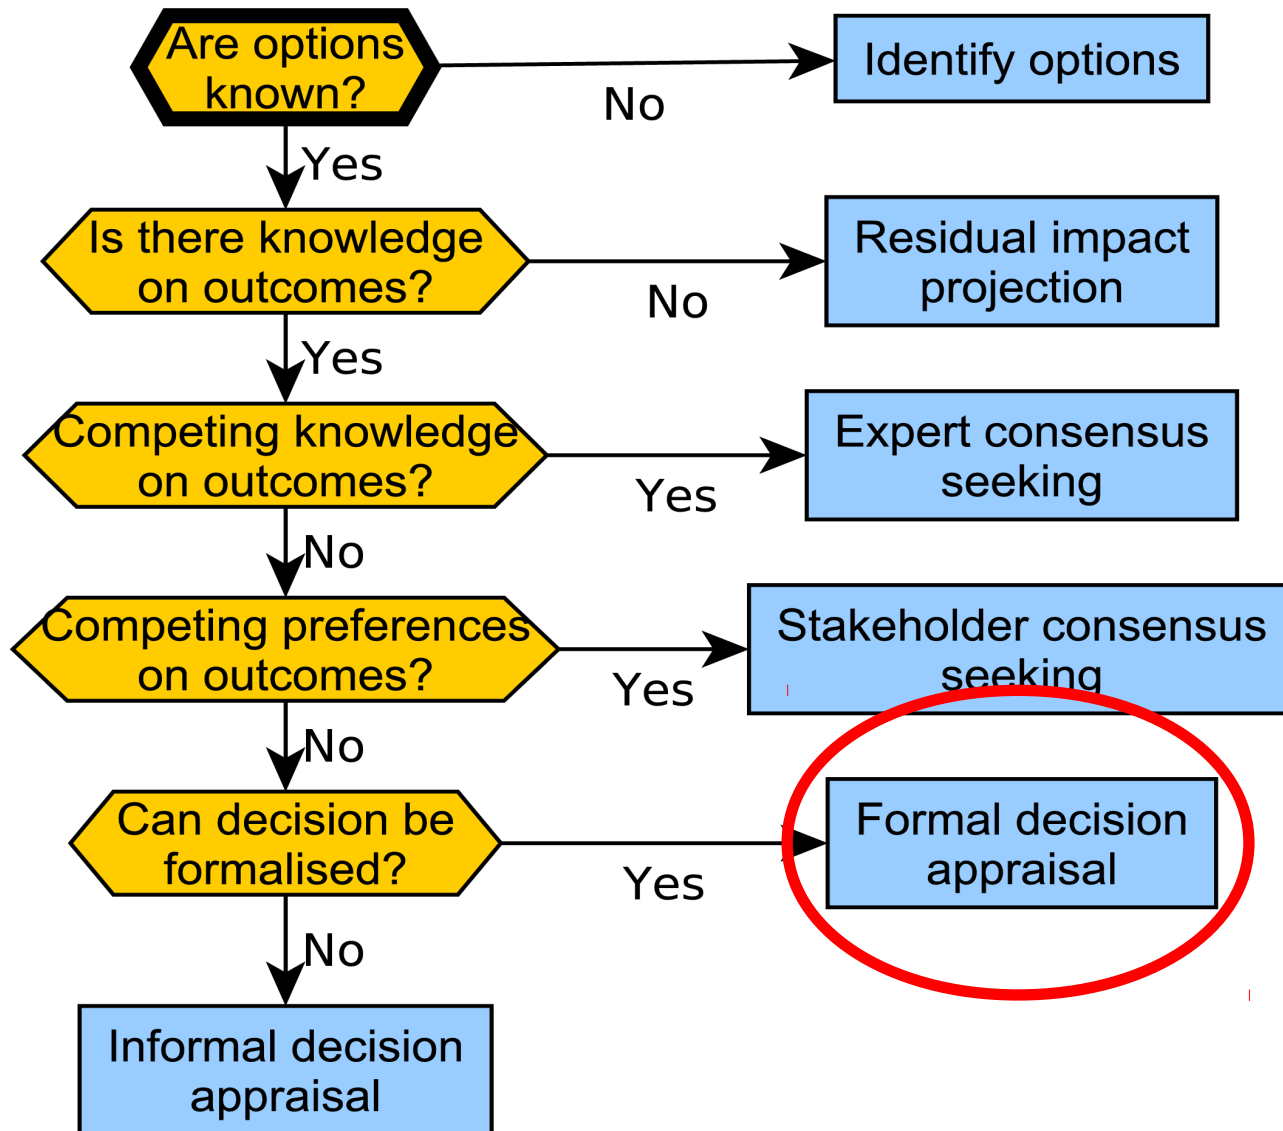 Are options
known?
No
Identify options
Yes
Is there knowledge
on outcomes?
No
Residual impact
projection
Yes
Competing knowledge
on outcomes?
Yes
Expert consensus
seeking
No
Competing preferences
on outcomes?
Yes
Stakeholder consensus
seeking
No
Can decision be
formalised?
Yes
Formal decision
appraisal
No
Informal decision
appraisal